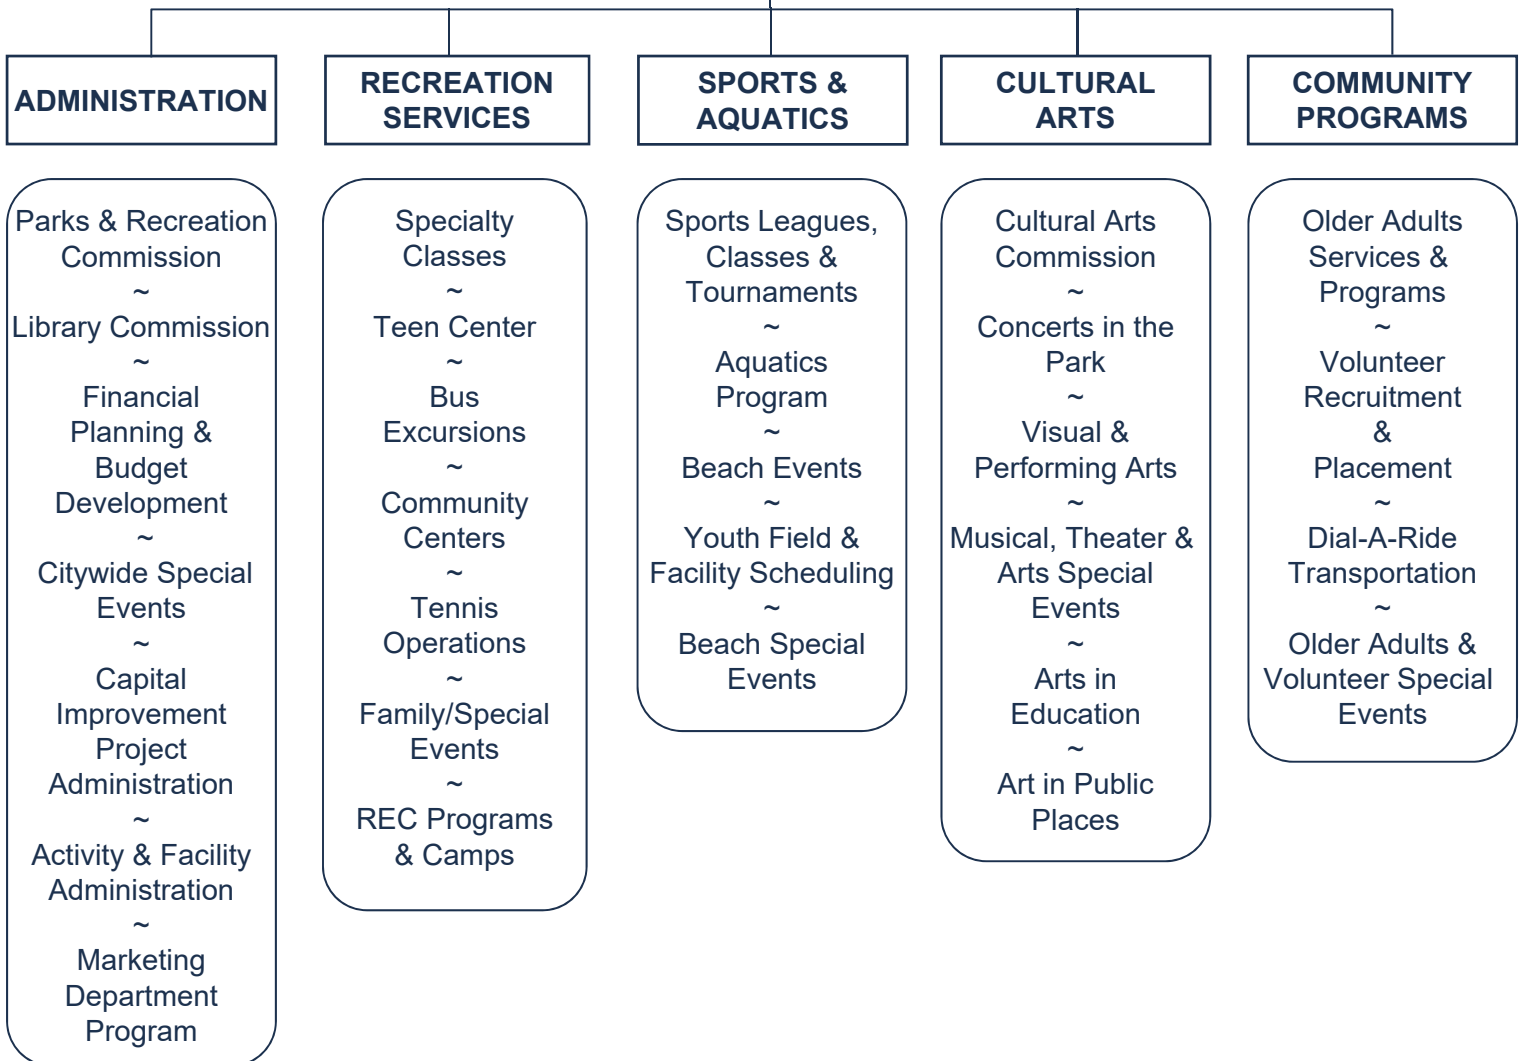 ADMINISTRATION
RECREATION
SERVICES
SPORTS &
AQUATICS
CULTURAL
ARTS
COMMUNITY
PROGRAMS
Parks & Recreation
Commission
~
Library Commission
~
Financial
Planning &
Budget
Development
~
Citywide Special
Events
~
Capital
Improvement
Project
Administration
~
Activity & Facility
Administration
~
Marketing
Department
Program
Specialty
Classes
~
Teen Center
~
Bus
Excursions
~
Community
Centers
~
Tennis
Operations
~
Family/Special
Events
~
REC Programs
& Camps
Sports Leagues,
Classes &
Tournaments
~
Aquatics
Program
~
Beach Events
~
Youth Field &
Facility Scheduling
~
Beach Special
Events
Cultural Arts
Commission
~
Concerts in the
Park
~
Visual &
Performing Arts
~
Musical, Theater &
Arts Special
Events
~
Arts in
Education
~
Art in Public
Places
Older Adults
Services &
Programs
~
Volunteer
Recruitment
&
Placement
~
Dial-A-Ride
Transportation
~
Older Adults &
Volunteer Special
Events